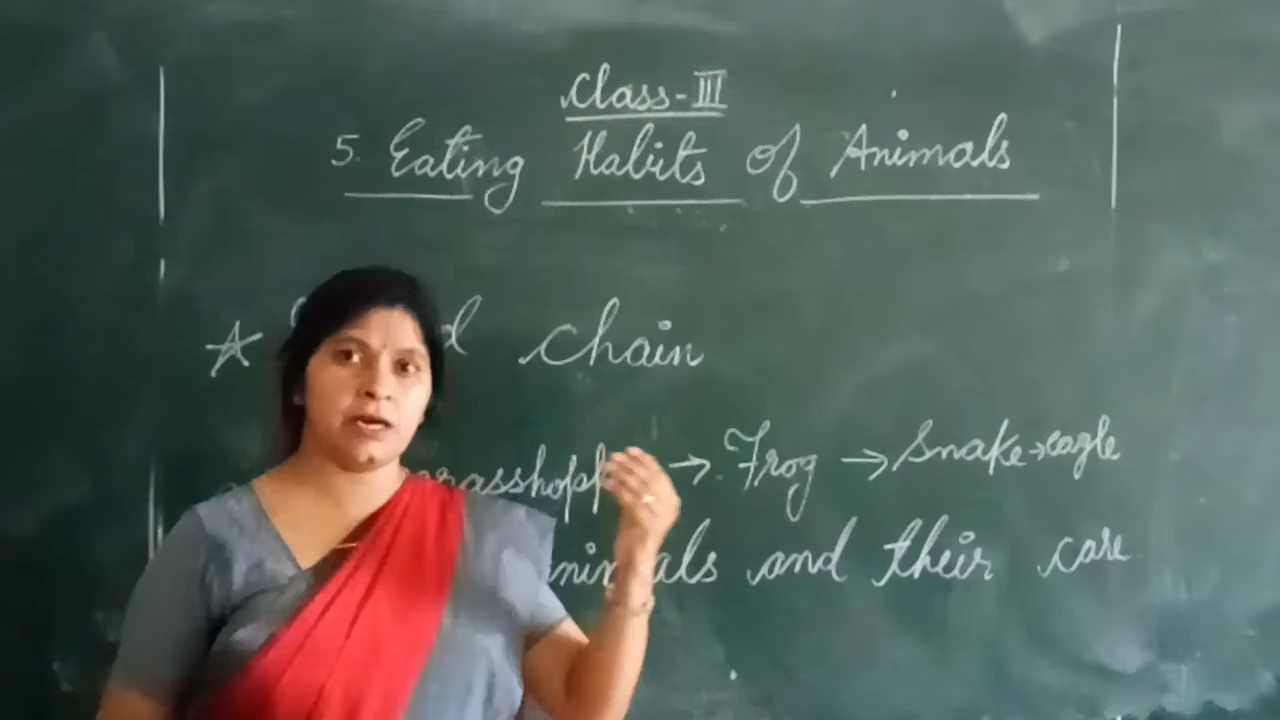 Class-III
5. Eating Habits of Animals
chain
→ Frog → Snake→eagle
and their care